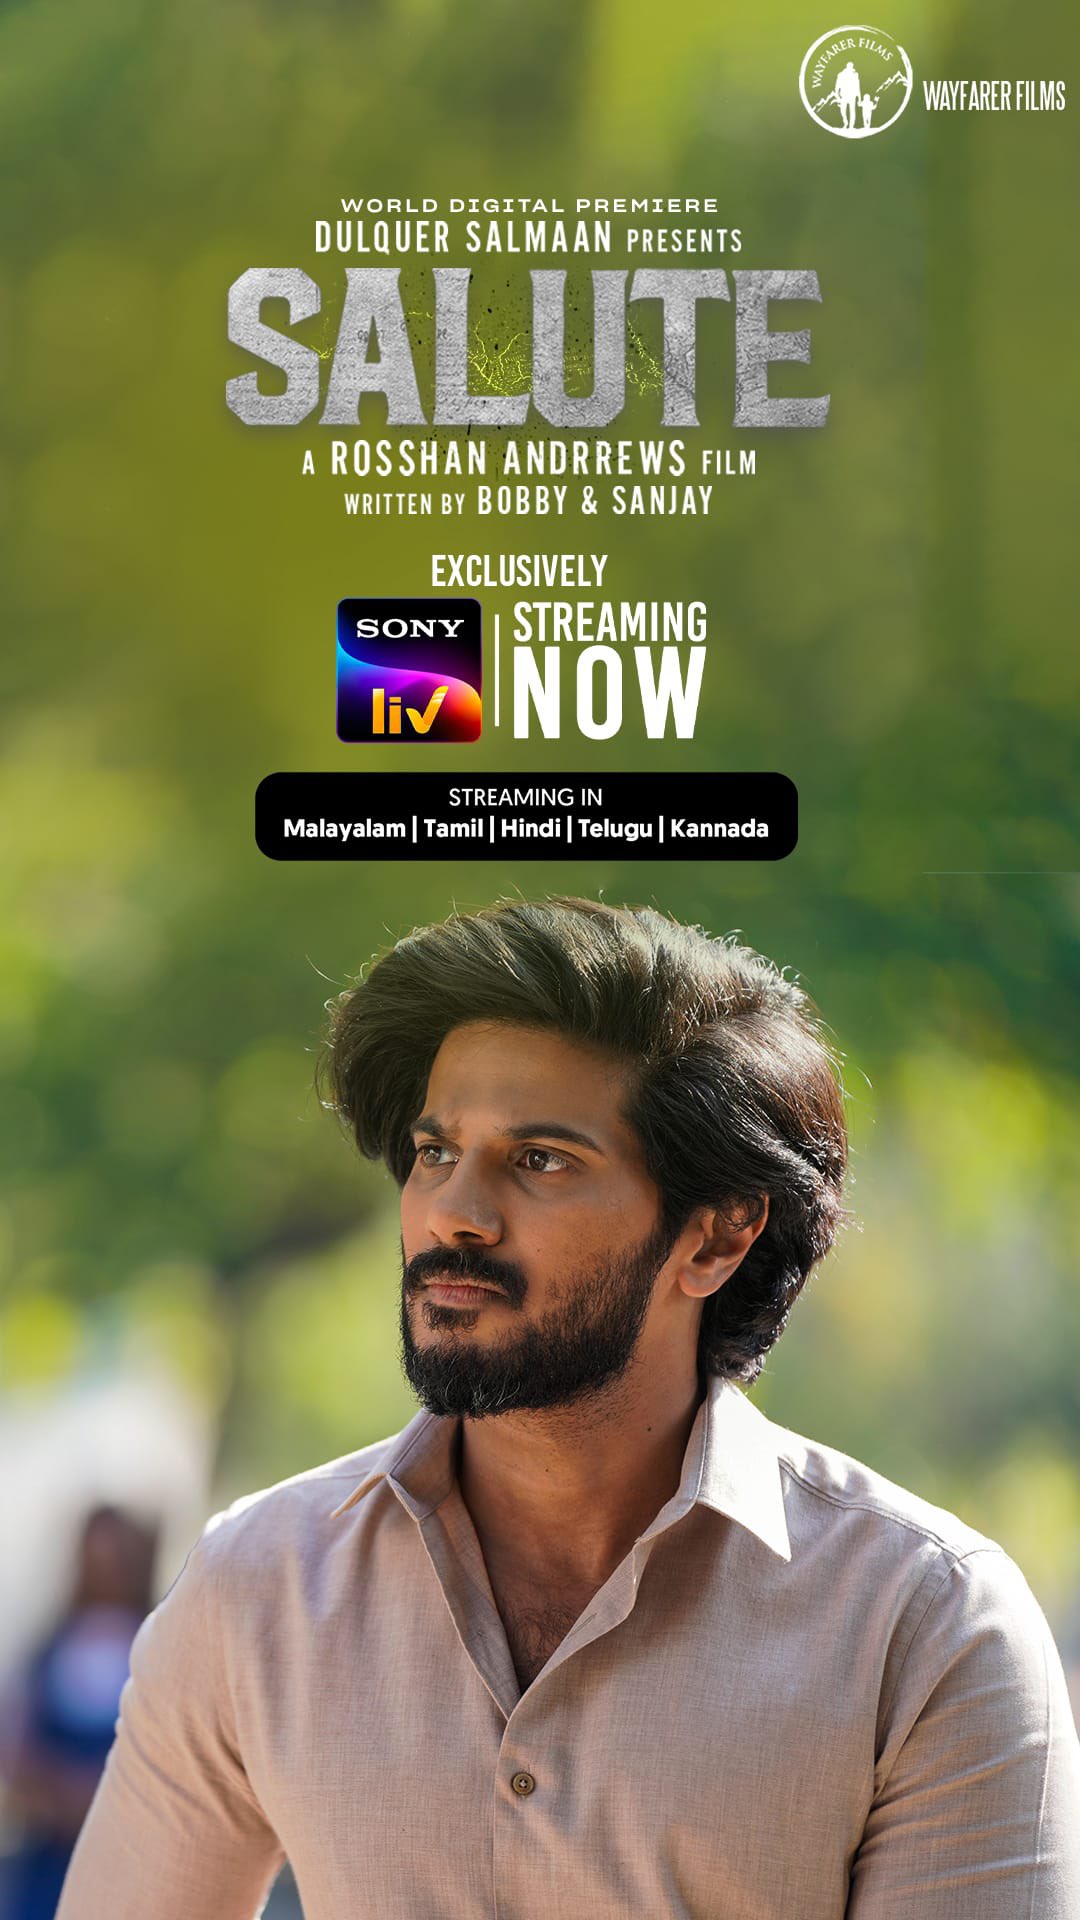 WAYFARER FILMS
WAYFARER FILMS
WORLD DIGITAL PREMIERE
DULQUER SALMAAN PRESENTS
SALUTE
A ROSSHAN ANDRREWS FILM
WRITTEN BY BOBBY & SANJAY
EXCLUSIVELY
SONY
liv
STREAMING
NOW
STREAMING IN
Malayalam | Tamil | Hindi | Telugu | Kannada